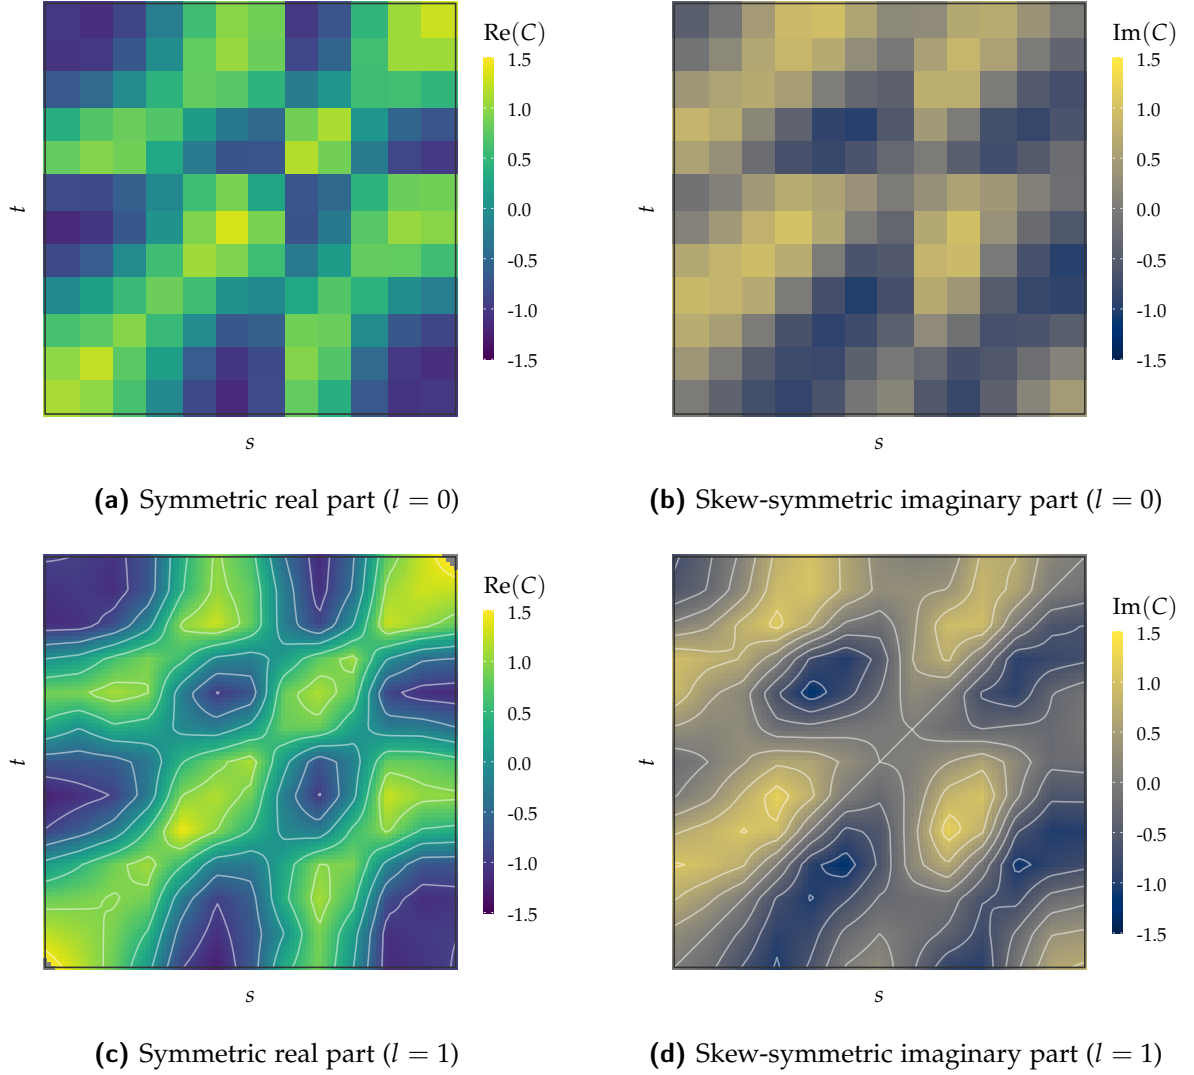 Re(C)
1.5
1.0
0.5
0.0
-0.5
-1.0
-1.5
t
s
Im(C)
1.5
1.0
0.5
0.0
-0.5
-1.0
-1.5
t
s
(a) Symmetric real part (l = 0)
(b) Skew-symmetric imaginary part (l = 0)
Re(C)
1.5
1.0
0.5
0.0
-0.5
-1.0
-1.5
t
s
Im(C)
1.5
1.0
0.5
0.0
-0.5
-1.0
-1.5
t
s
(c) Symmetric real part (l = 1)
(d) Skew-symmetric imaginary part (l = 1)